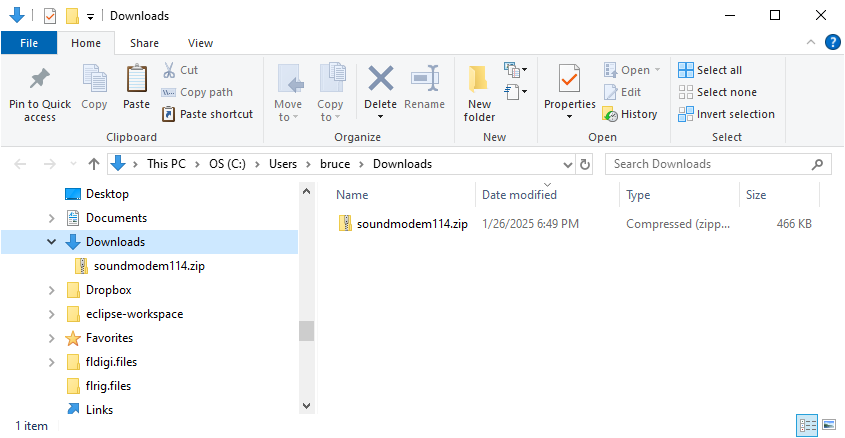 Downloads
File Home Share View
Pin to Quick access
Copy
Paste
Cut
Copy path
Paste shortcut
Clipboard
Move to
Copy to
Delete
Rename
Organize
New folder
New
Properties
Open
Edit
History
Open
Select all
Select none
Invert selection
Select
This PC > OS (C:) > Users > bruce > Downloads
Search Downloads
Desktop
Documents
Downloads
soundmodem114.zip
Dropbox
eclipse-workspace
Favorites
fldigi.files
flrig.files
Links
Name Date modified Type Size
soundmodem114.zip 1/26/2025 6:49 PM Compressed (zipp... 466 KB
1 item